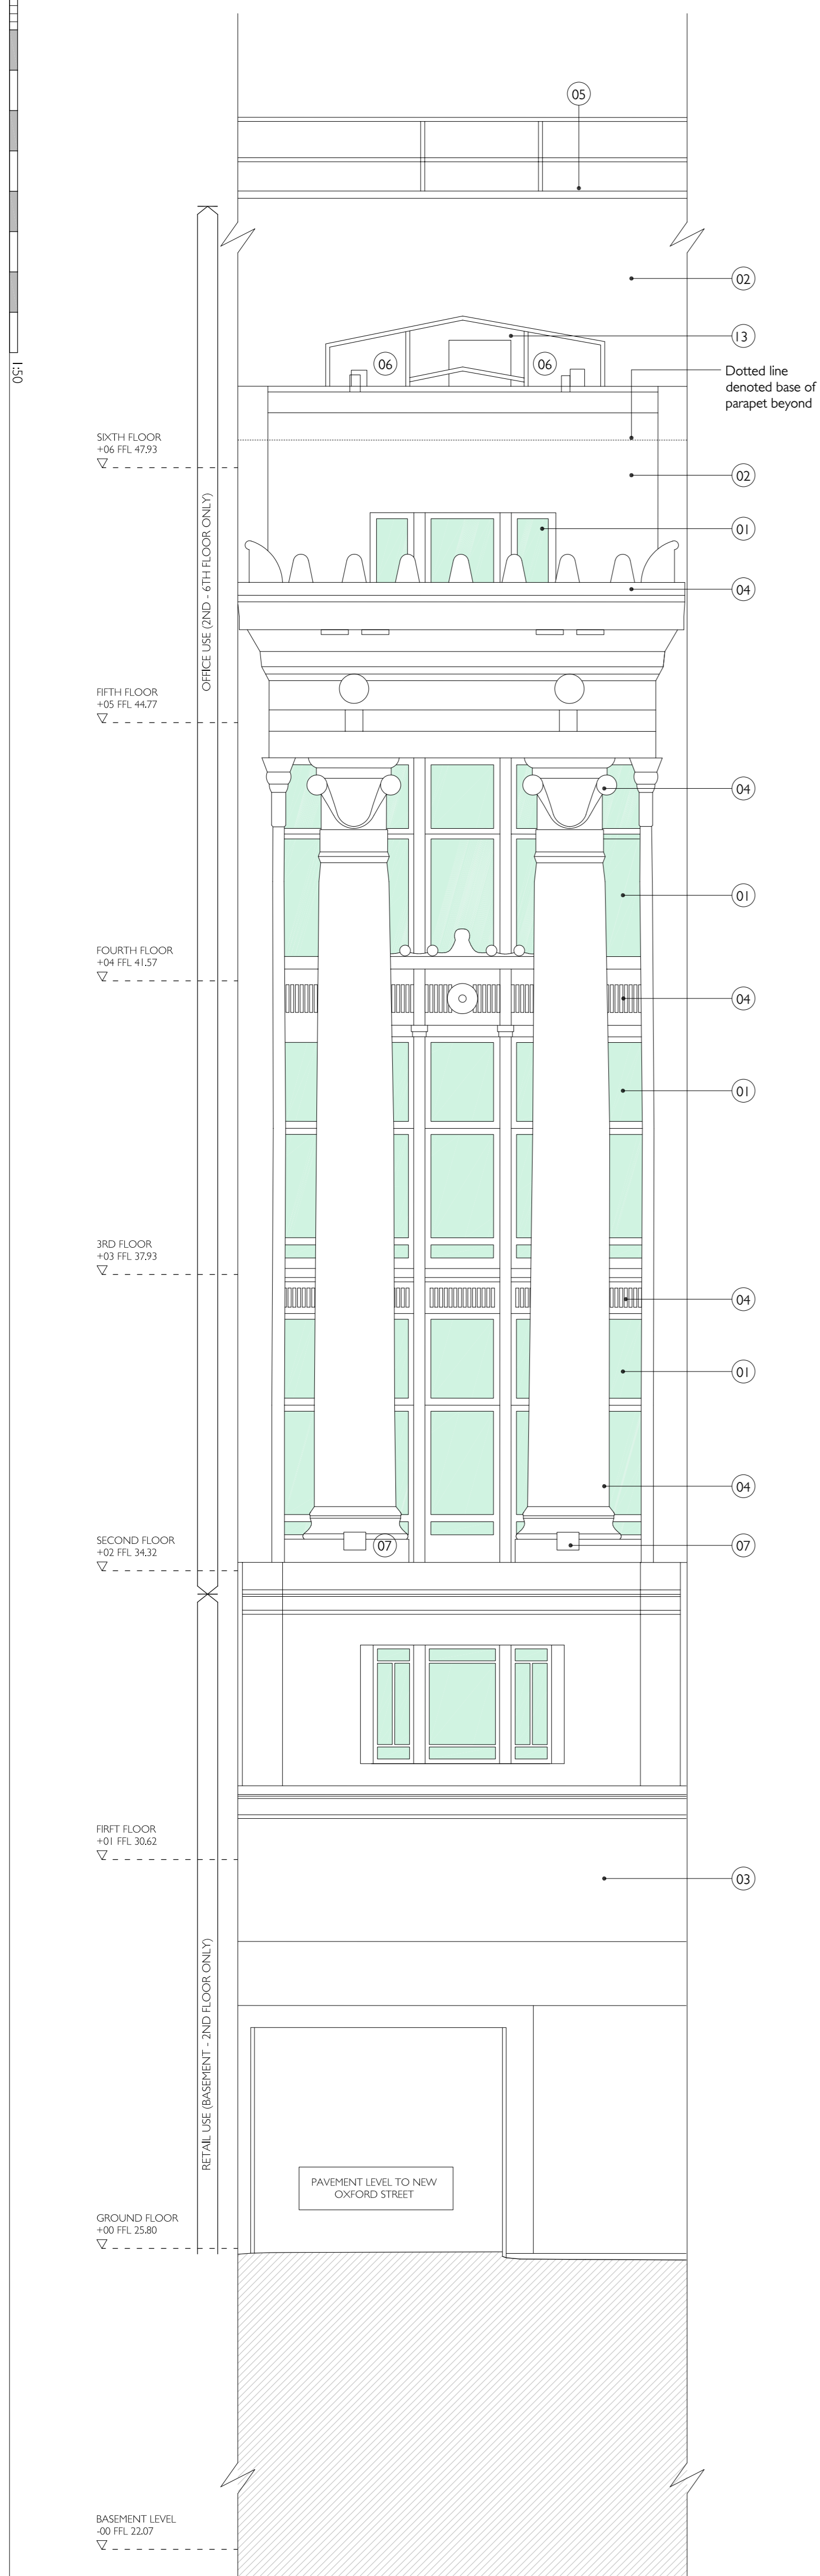 05
02
13
06
06
1:50
Dotted line
denoted base of
parapet beyond
SIXTH FLOOR
+06 FFL 47.93
02
OFFICE USE (2ND - 6TH FLOOR ONLY)
01
04
FIFTH FLOOR
+05 FFL 44.77
04
01
FOURTH FLOOR
+04 FFL 41.57
04
01
3RD FLOOR
+03 FFL 37.93
04
01
04
SECOND FLOOR
+02 FFL 34.32
07
07
FIRFT FLOOR
+01 FFL 30.62
03
RETAIL USE (BASEMENT - 2ND FLOOR ONLY)
PAVEMENT LEVEL TO NEW
OXFORD STREET
GROUND FLOOR
+00 FFL 25.80
BASEMENT LEVEL
-00 FFL 22.07